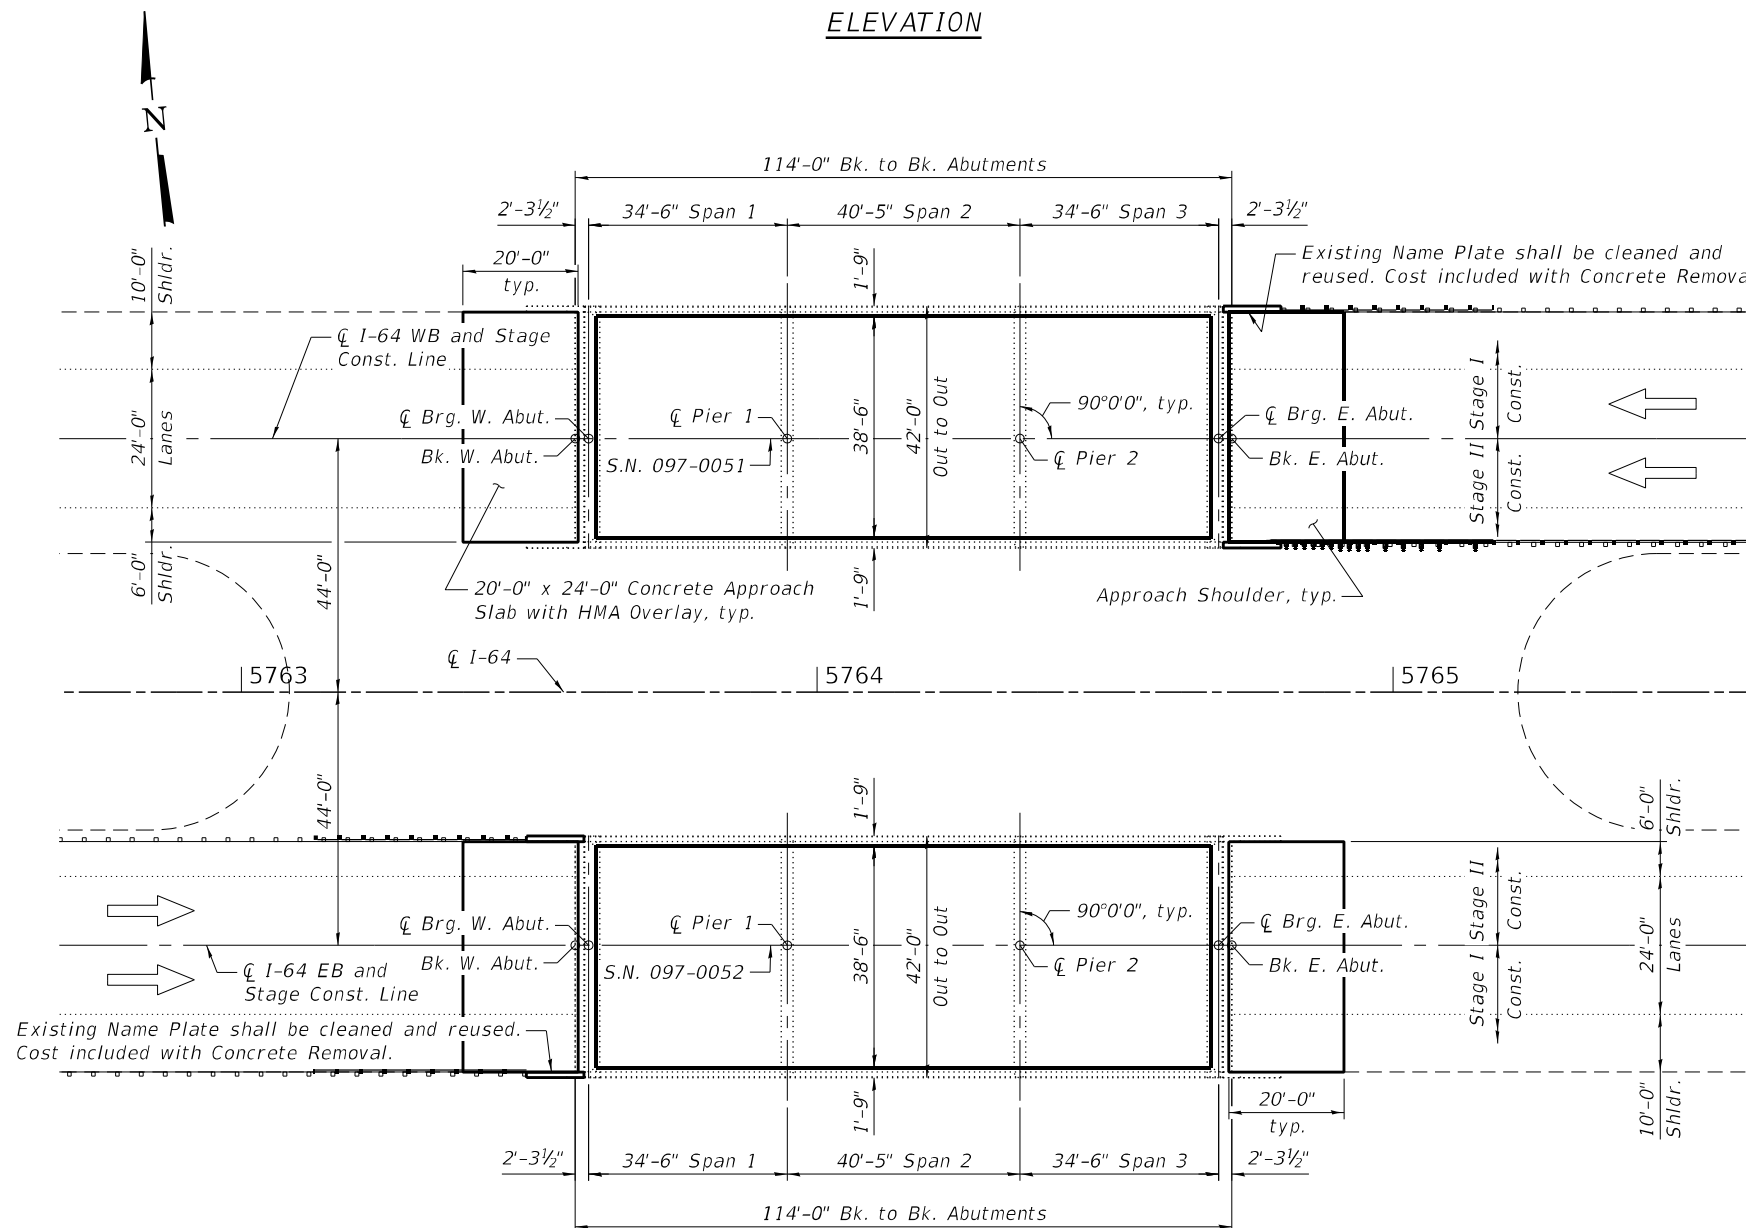 ELEVATION
N
114'-0" Bk. to Bk. Abutments
2'-3½"
34'-6" Span 1
40'-5" Span 2
34'-6" Span 3
2'-3½"
10'-0"
Shldr.
20'-0"
typ.
1'-9"
Existing Name Plate shall be cleaned and
reused. Cost included with Concrete Remova
℄ I-64 WB and Stage
Const. Line
24'-0"
Lanes
℄ Brg. W. Abut.
Bk. W. Abut.
℄ Pier 1
S.N. 097-0051
38'-6"
42'-0"
Out to Out
90°0'0", typ.
℄ Pier 2
℄ Brg. E. Abut.
Bk. E. Abut.
Stage I
Const.
Stage II
Const.
6'-0"
Shldr.
44'-0"
20'-0" x 24'-0" Concrete Approach
Slab with HMA Overlay, typ.
1'-9"
Approach Shoulder, typ.
℄ I-64
5763
5764
5765
44'-0"
1'-9"
6'-0"
Shldr.
℄ Brg. W. Abut.
Bk. W. Abut.
℄ Pier 1
S.N. 097-0052
38'-6"
42'-0"
Out to Out
90°0'0", typ.
℄ Pier 2
℄ Brg. E. Abut.
Bk. E. Abut.
Stage II
Const.
Stage I
Const.
24'-0"
Lanes
℄ I-64 EB and
Stage Const. Line
Existing Name Plate shall be cleaned and reused.
Cost included with Concrete Removal.
1'-9"
20'-0"
typ.
10'-0"
Shldr.
2'-3½"
34'-6" Span 1
40'-5" Span 2
34'-6" Span 3
2'-3½"
114'-0" Bk. to Bk. Abutments